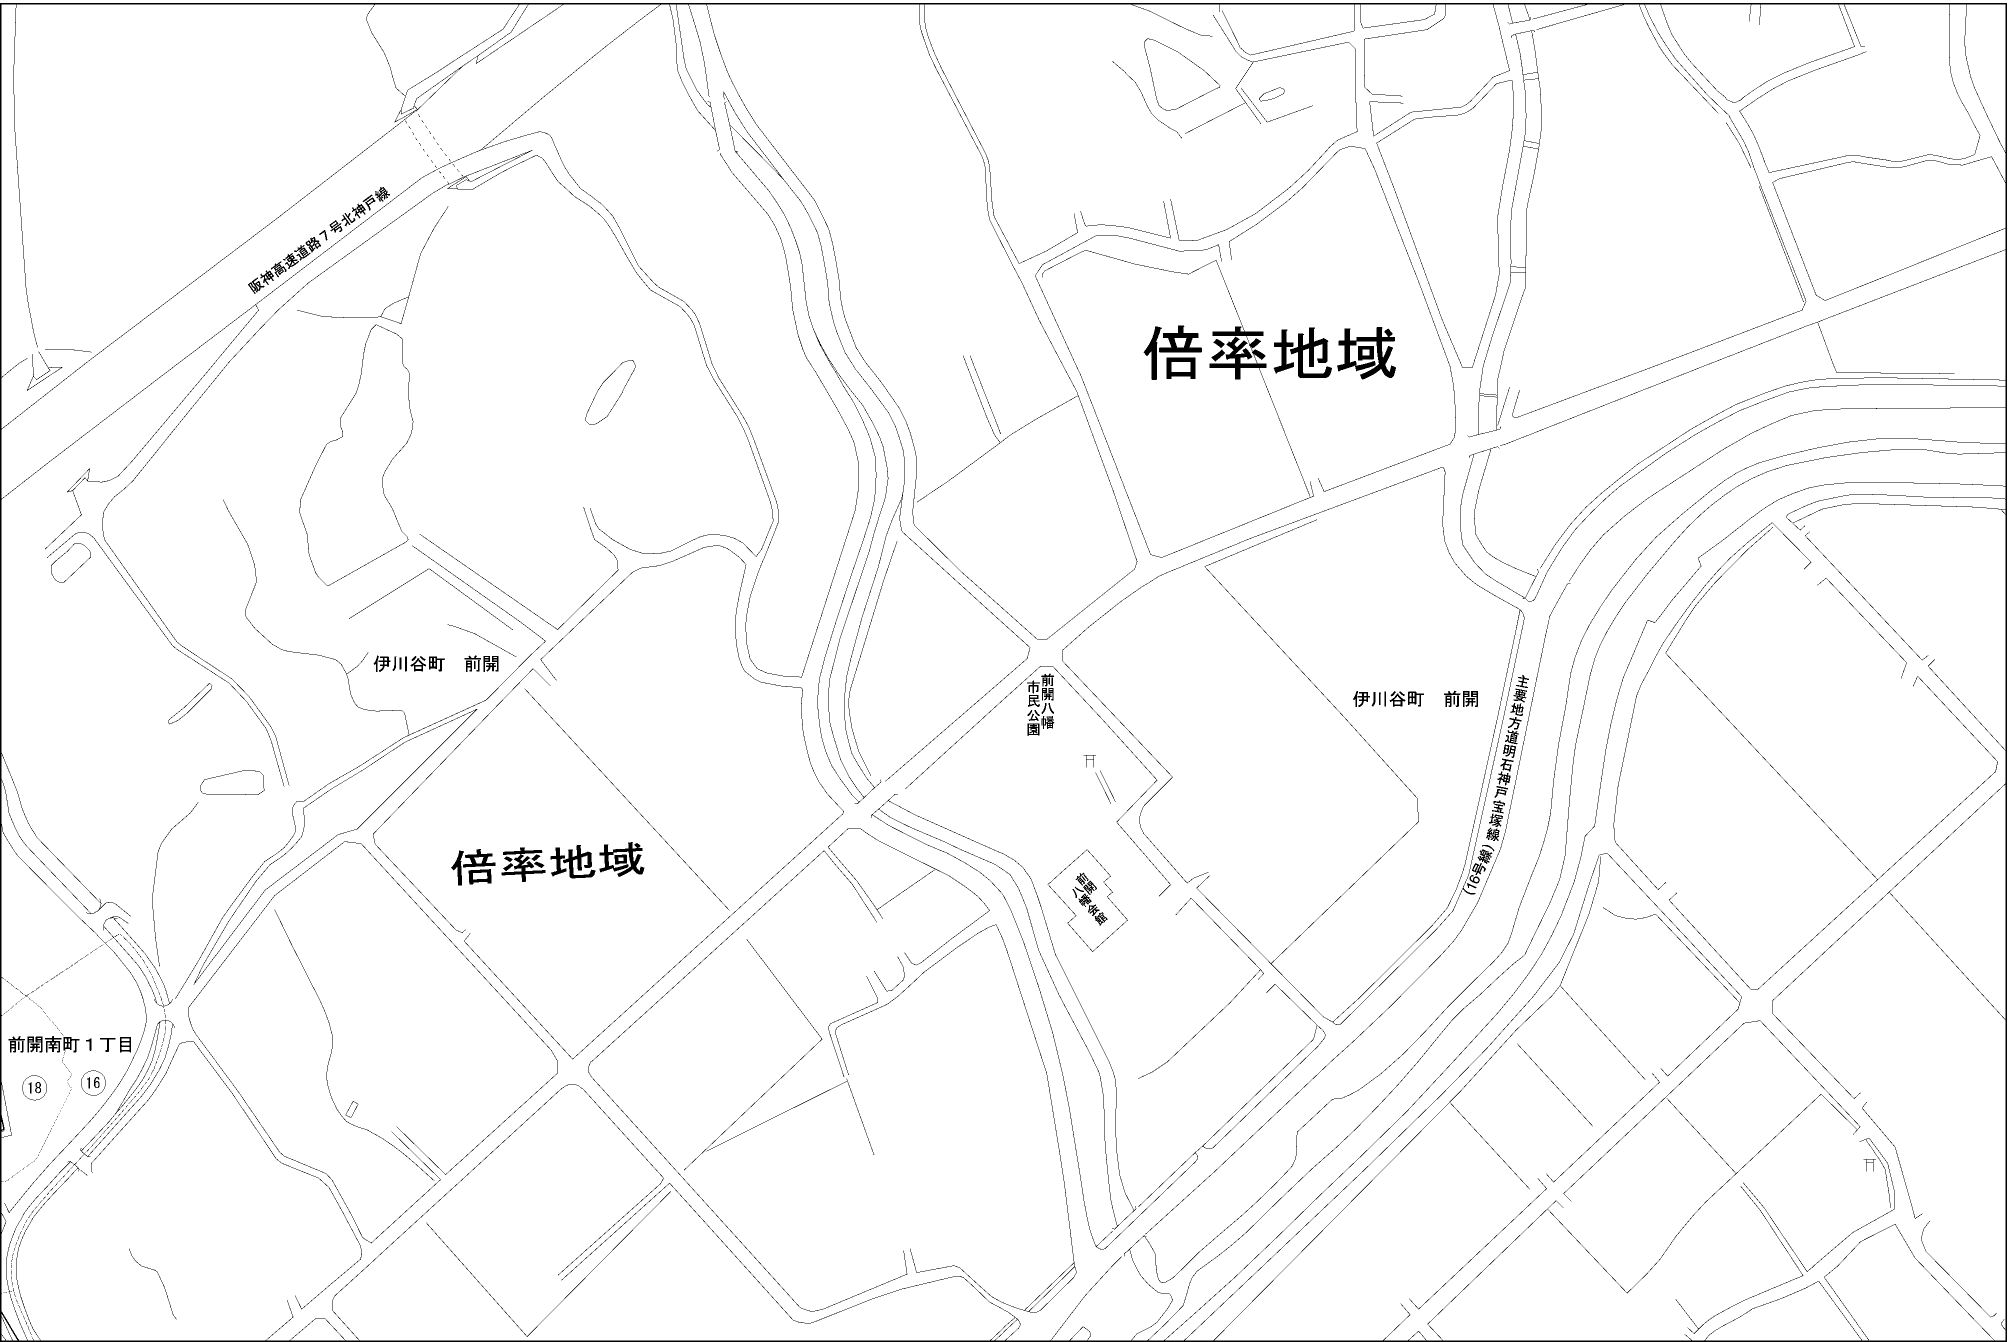 阪神高速道路７号北神戸線
倍率地域
伊川谷町　前開
前開八幡
市民公園
伊川谷町　前開
主要地方道明石神戸宝塚線
(16号線)
倍率地域
前開
八幡会館
前開南町１丁目
18
16